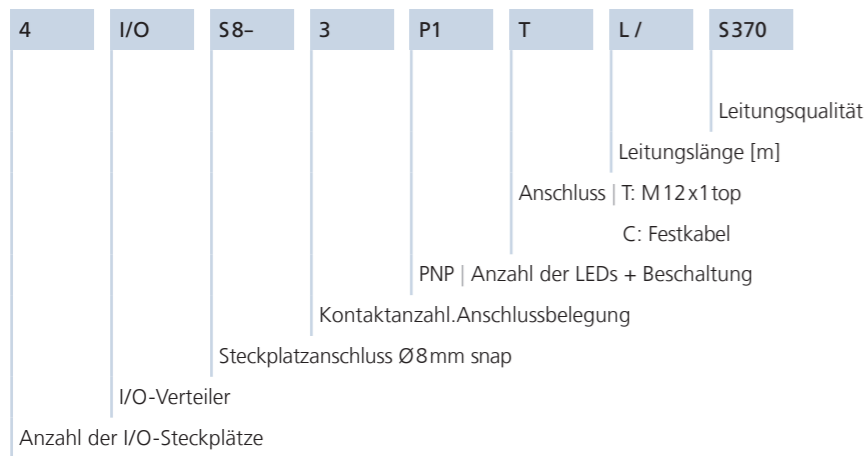 4 I/O S8– 3 P1 T L / S370
Leitungsqualität
Leitungslänge [m]
Anschluss | T: M12x1top
C: Festkabel
PNP | Anzahl der LEDs + Beschaltung
Kontaktanzahl.Anschlussbelegung
Steckplatzanschluss Ø8mm snap
I/O-Verteiler
Anzahl der I/O-Steckplätze